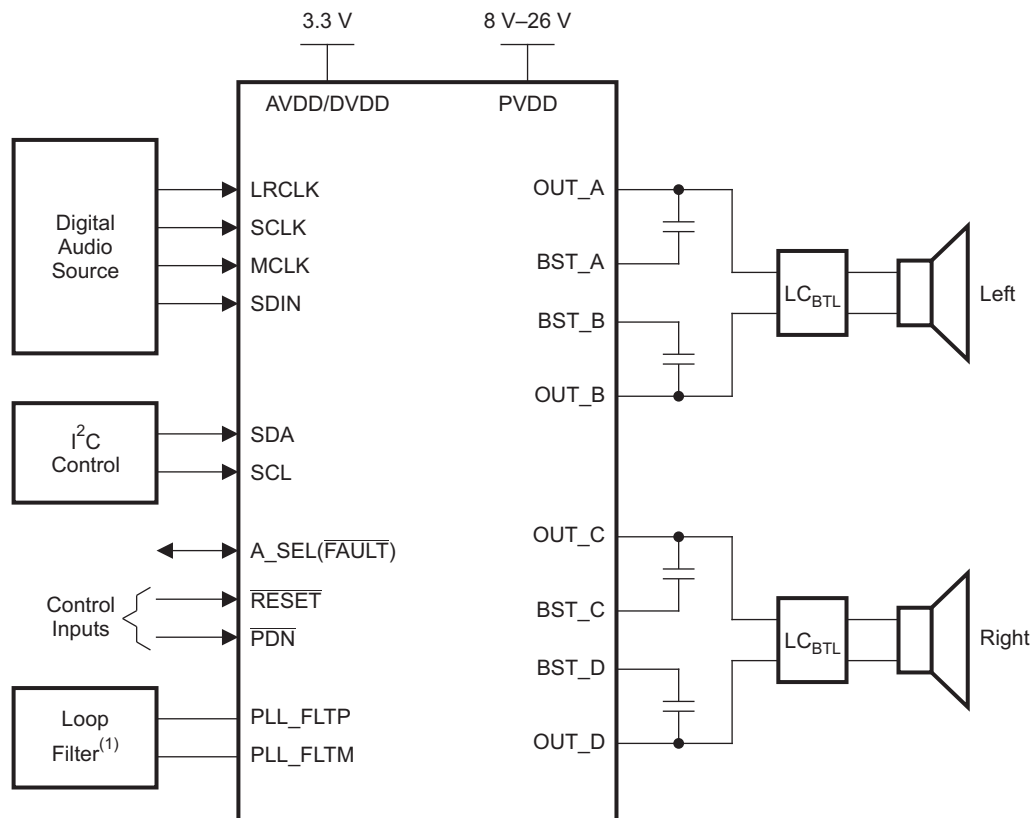 3.3 V
8 V–26 V
AVDD/DVDD
PVDD
Digital
Audio
Source
LRCLK
SCLK
MCLK
SDIN
OUT_A
BST_A
BST_B
OUT_B
LC_BTL
Left
I²C
Control
SDA
SCL
A_SEL(FAULT)
Control
Inputs
RESET
PDN
OUT_C
BST_C
BST_D
OUT_D
LC_BTL
Right
Loop
Filter(1)
PLL_FLTP
PLL_FLTM